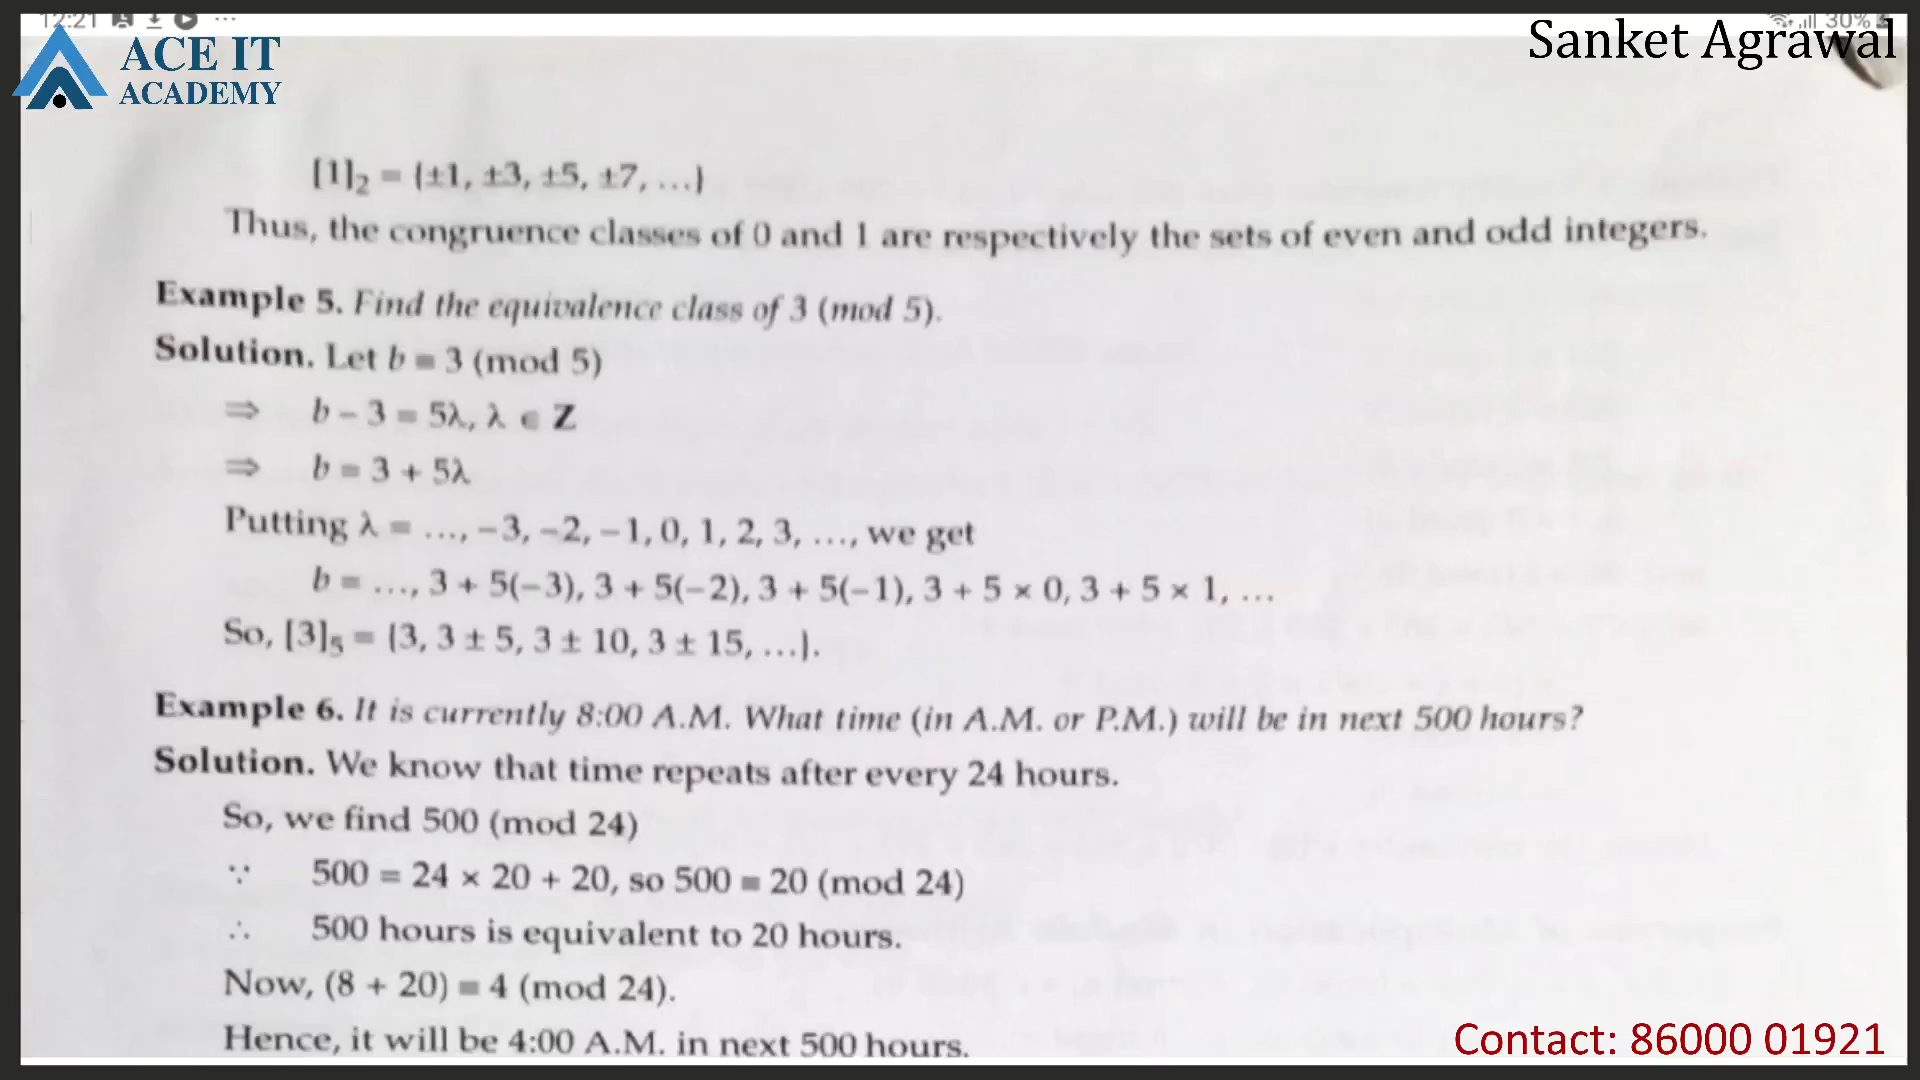 12:21
30%
ACE IT
ACADEMY
Sanket Agrawal
[1]₂ = {±1, ±3, ±5, ±7, ...}
Thus, the congruence classes of 0 and 1 are respectively the sets of even and odd integers.
Example 5. Find the equivalence class of 3 (mod 5).
Solution. Let b ≡ 3 (mod 5)
⇒ b – 3 = 5λ, λ ∈ Z
⇒ b = 3 + 5λ
Putting λ = ..., –3, –2, –1, 0, 1, 2, 3, ..., we get
b = ..., 3 + 5(–3), 3 + 5(–2), 3 + 5(–1), 3 + 5 × 0, 3 + 5 × 1, ...
So, [3]₅ = {3, 3 ± 5, 3 ± 10, 3 ± 15, ...}.
Example 6. It is currently 8:00 A.M. What time (in A.M. or P.M.) will be in next 500 hours?
Solution. We know that time repeats after every 24 hours.
So, we find 500 (mod 24)
∵ 500 = 24 × 20 + 20, so 500 ≡ 20 (mod 24)
∴ 500 hours is equivalent to 20 hours.
Now, (8 + 20) ≡ 4 (mod 24).
Hence, it will be 4:00 A.M. in next 500 hours.
Contact: 86000 01921